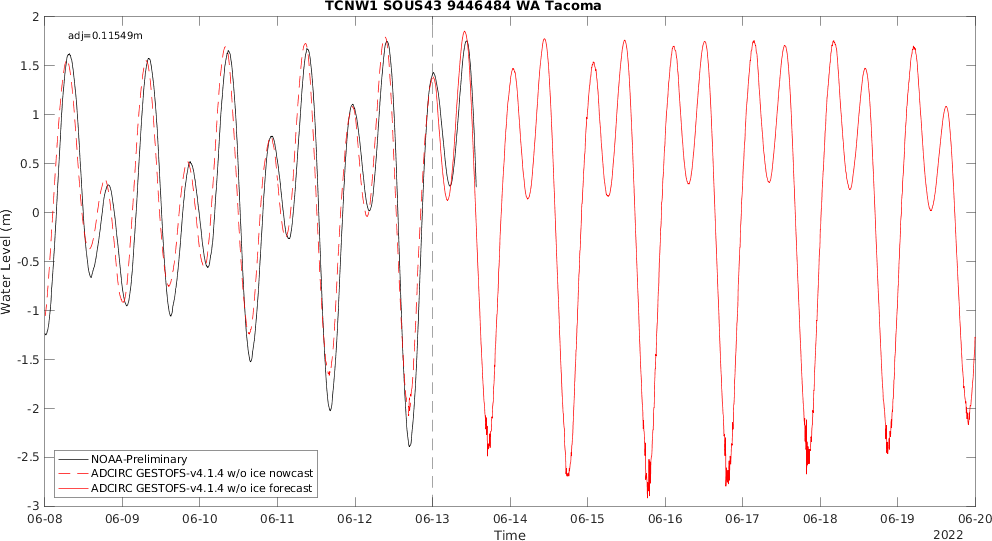 TCNW1 SOUS43 9446484 WA Tacoma
adj=0.11549m
2
1.5
1
0.5
0
-0.5
-1
-1.5
-2
-2.5
-3
Water Level (m)
NOAA-Preliminary
ADCIRC GESTOFS-v4.1.4 w/o ice nowcast
ADCIRC GESTOFS-v4.1.4 w/o ice forecast
06-08 06-09 06-10 06-11 06-12 06-13 06-14 06-15 06-16 06-17 06-18 06-19 06-20
Time
2022